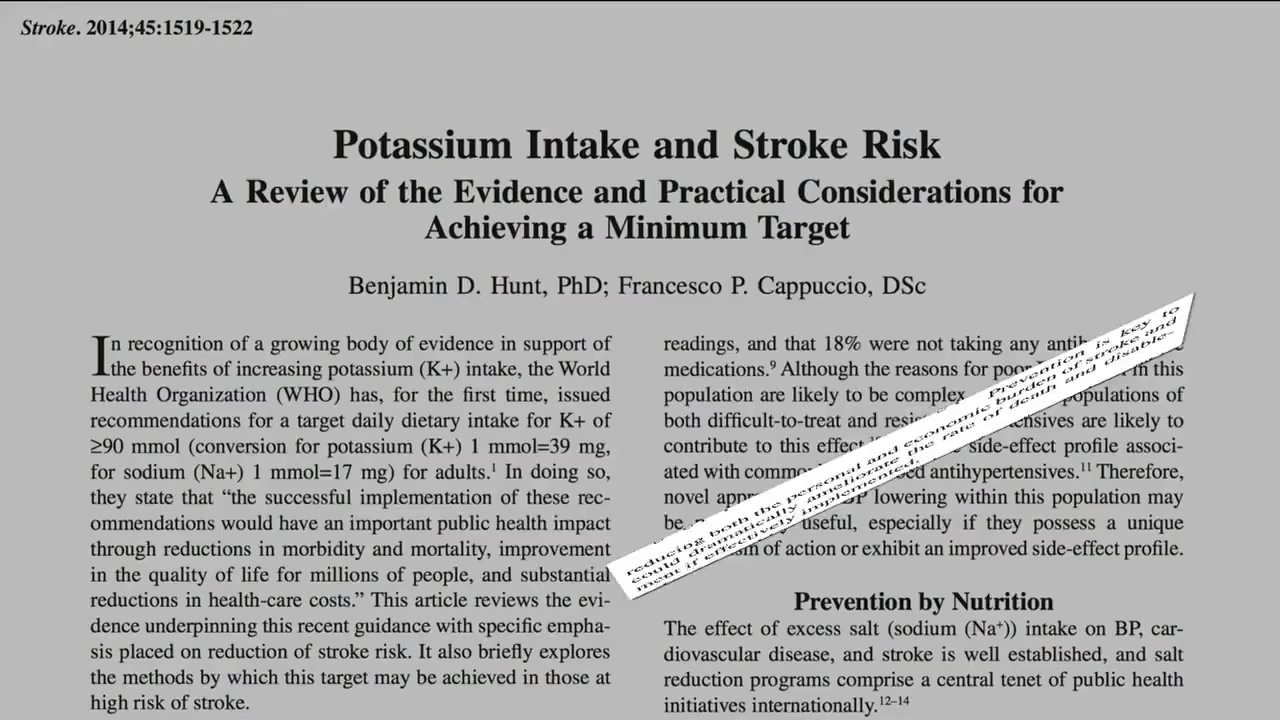 Stroke. 2014;45:1519-1522
Potassium Intake and Stroke Risk
A Review of the Evidence and Practical Considerations for
Achieving a Minimum Target
Benjamin D. Hunt, PhD; Francesco P. Cappuccio, DSc
In recognition of a growing body of evidence in support of
the benefits of increasing potassium (K+) intake, the World
Health Organization (WHO) has, for the first time, issued
recommendations for a target daily dietary intake for K+ of
≥90 mmol (conversion for potassium (K+) 1 mmol=39 mg,
for sodium (Na+) 1 mmol=17 mg) for adults.¹ In doing so,
they state that “the successful implementation of these rec-
ommendations would have an important public health impact
through reductions in morbidity and mortality, improvement
in the quality of life for millions of people, and substantial
reductions in health-care costs.” This article reviews the evi-
dence underpinning this recent guidance with specific empha-
sis placed on reduction of stroke risk. It also briefly explores
the methods by which this target may be achieved in those at
high risk of stroke.
readings, and that 18% were not taking any
medications.⁹ Although the reasons for in this
population are likely to be complex populations of
both difficult-to-treat and are likely to
contribute to this effect side-effect profile associ-
ated with antihypertensives.¹¹ Therefore,
novel lowering within this population may
be useful, especially if they possess a unique
of action or exhibit an improved side-effect profile.
Prevention is key to
reducing both the personal and economic burden of stroke and
could dramatically ameliorate the rate of death and disable-
ment if effectively implemented.
Prevention by Nutrition
The effect of excess salt (sodium (Na⁺)) intake on BP, car-
diovascular disease, and stroke is well established, and salt
reduction programs comprise a central tenet of public health
initiatives internationally.¹²⁻¹⁴